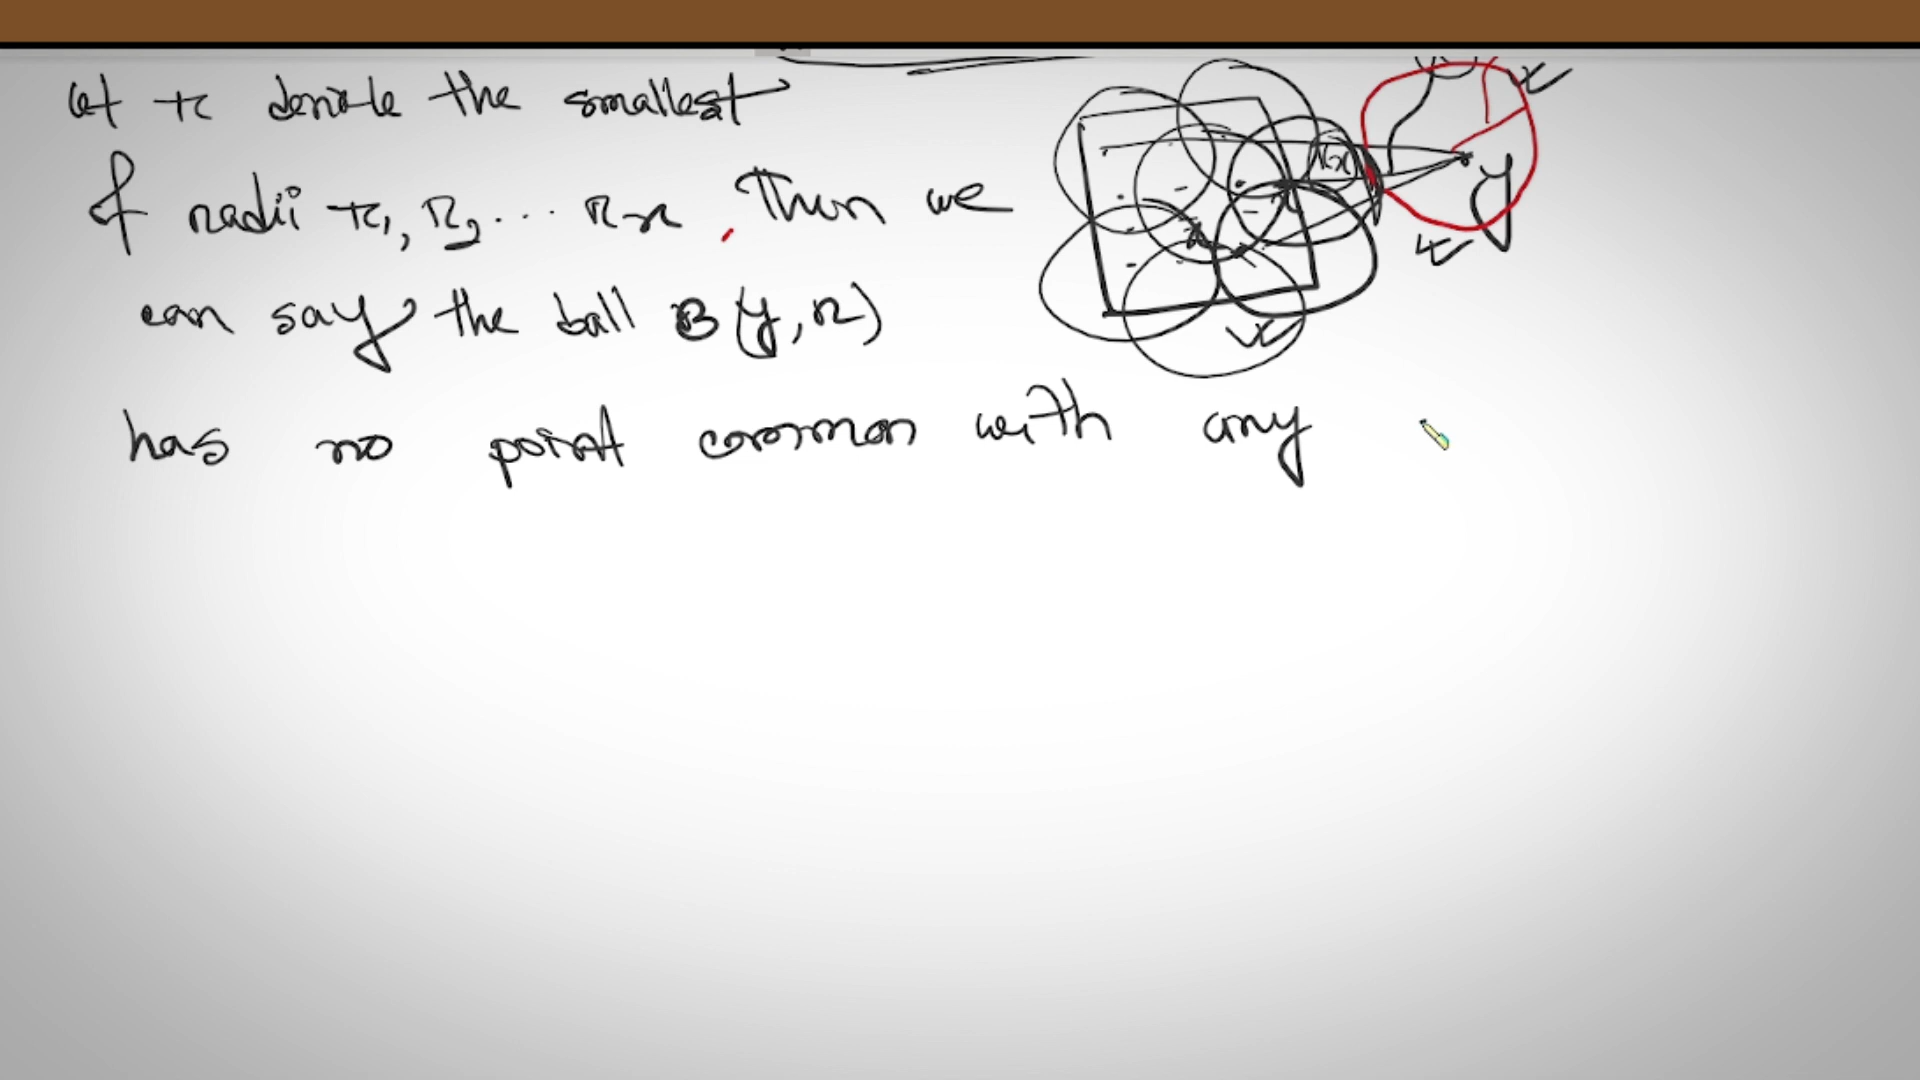 let r denote the smallest
of radii r₁, r₂ ... rₙ, Then we
can say the ball B(y, r)
has no point common with any
y